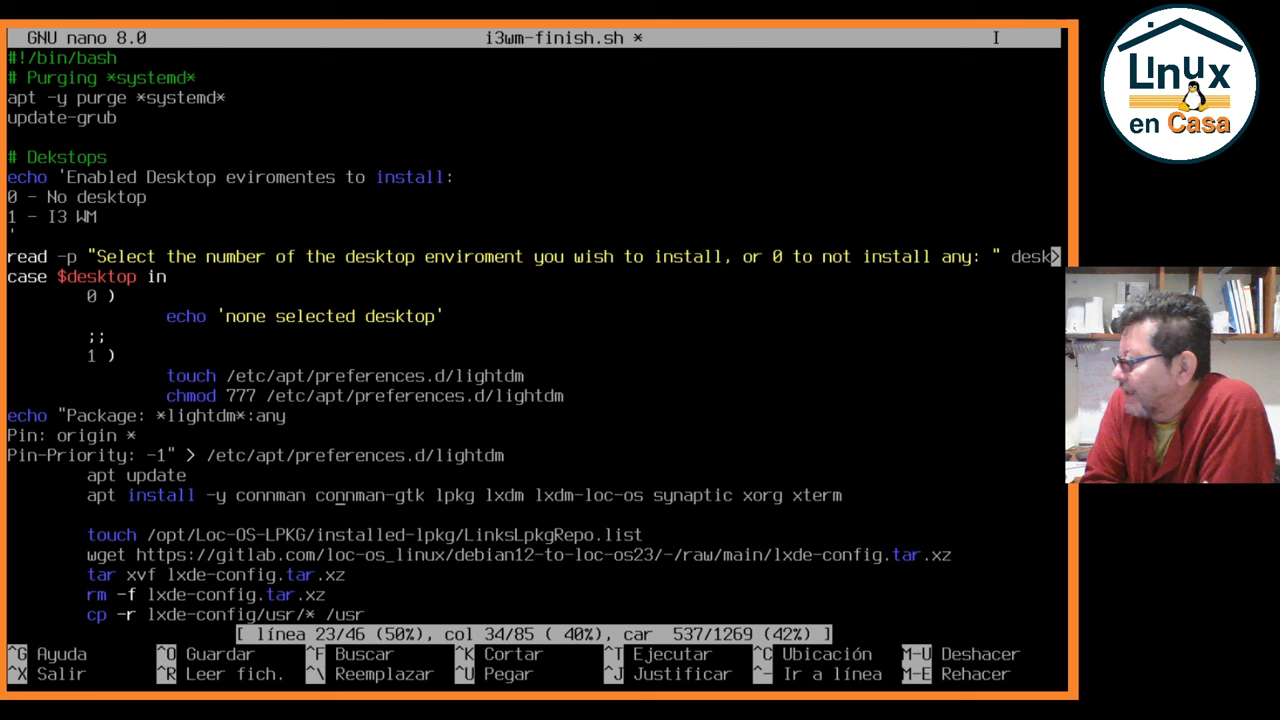 GNU nano 8.0 i3wm-finish.sh * I
#!/bin/bash
# Purging *systemd*
apt -y purge *systemd*
update-grub
# Dekstops
echo 'Enabled Desktop eviromentes to install:
0 - No desktop
1 - I3 WM
'
read -p "Select the number of the desktop enviroment you wish to install, or 0 to not install any: " desk>
case $desktop in
0 )
echo 'none selected desktop'
;;
1 )
touch /etc/apt/preferences.d/lightdm
chmod 777 /etc/apt/preferences.d/lightdm
echo "Package: *lightdm*:any
Pin: origin *
Pin-Priority: -1" > /etc/apt/preferences.d/lightdm
apt update
apt install -y connman connman-gtk lpkg lxdm lxdm-loc-os synaptic xorg xterm
touch /opt/Loc-OS-LPKG/installed-lpkg/LinksLpkgRepo.list
wget https://gitlab.com/loc-os_linux/debian12-to-loc-os23/-/raw/main/lxde-config.tar.xz
tar xvf lxde-config.tar.xz
rm -f lxde-config.tar.xz
cp -r lxde-config/usr/* /usr
[ línea 23/46 (50%), col 34/85 ( 40%), car  537/1269 (42%) ]
^G Ayuda ^O Guardar ^F Buscar ^K Cortar ^T Ejecutar ^C Ubicación M-U Deshacer
^X Salir ^R Leer fich. ^\ Reemplazar ^U Pegar ^J Justificar ^- Ir a línea M-E Rehacer
Linux
en Casa